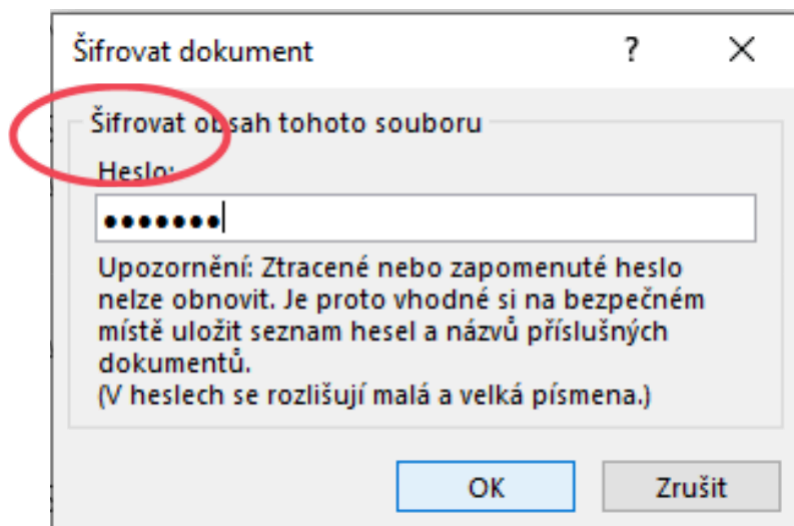 Šifrovat dokument
?
Šifrovat obsah tohoto souboru
Heslo:
Upozornění: Ztracené nebo zapomenuté heslo
nelze obnovit. Je proto vhodné si na bezpečném
místě uložit seznam hesel a názvů příslušných
dokumentů.
(V heslech se rozlišují malá a velká písmena.)
OK
Zrušit